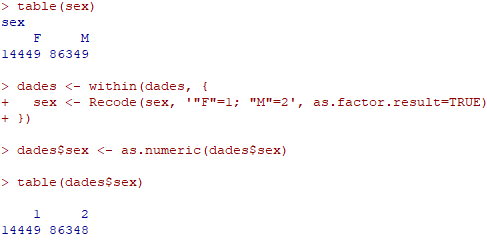 > table(sex)
sex
F M
14449 86349
> dades <- within(dades, {
+ sex <- Recode(sex, '"F"=1; "M"=2', as.factor.result=TRUE)
+ })
> dades$sex <- as.numeric(dades$sex)
> table(dades$sex)
1 2
14449 86348